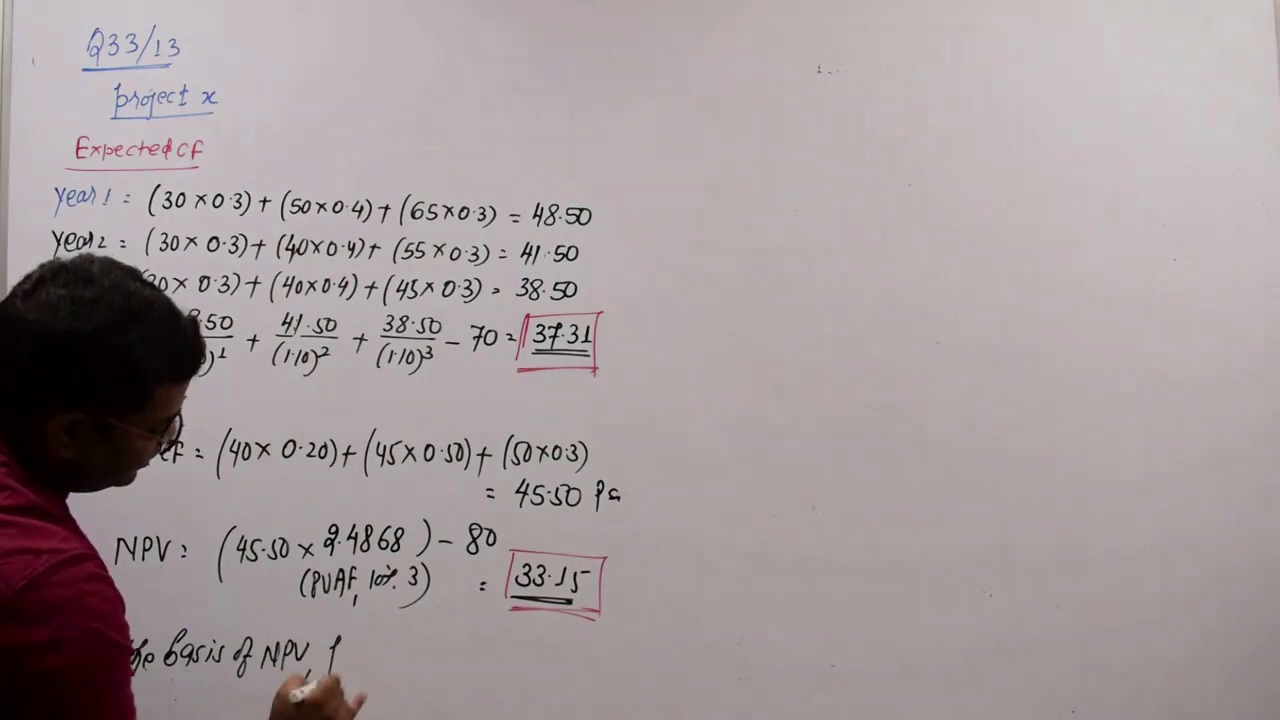 Q33/13
project x
Expected CF
year 1 = (30 × 0.3) + (50 × 0.4) + (65 × 0.3) = 48.50
year 2 = (30 × 0.3) + (40 × 0.4) + (55 × 0.3) = 41.50
0 × 0.3) + (40 × 0.4) + (45 × 0.3) = 38.50
.50 / )^1 + 41.50 / (1.10)^2 + 38.50 / (1.10)^3 - 70 = 37.31
cf = (40 × 0.20) + (45 × 0.50) + (50 × 0.3)
= 45.50 Pa
NPV = (45.50 × 2.4868) - 80
(PVAF, 10%, 3) = 33.15
the basis of NPV,